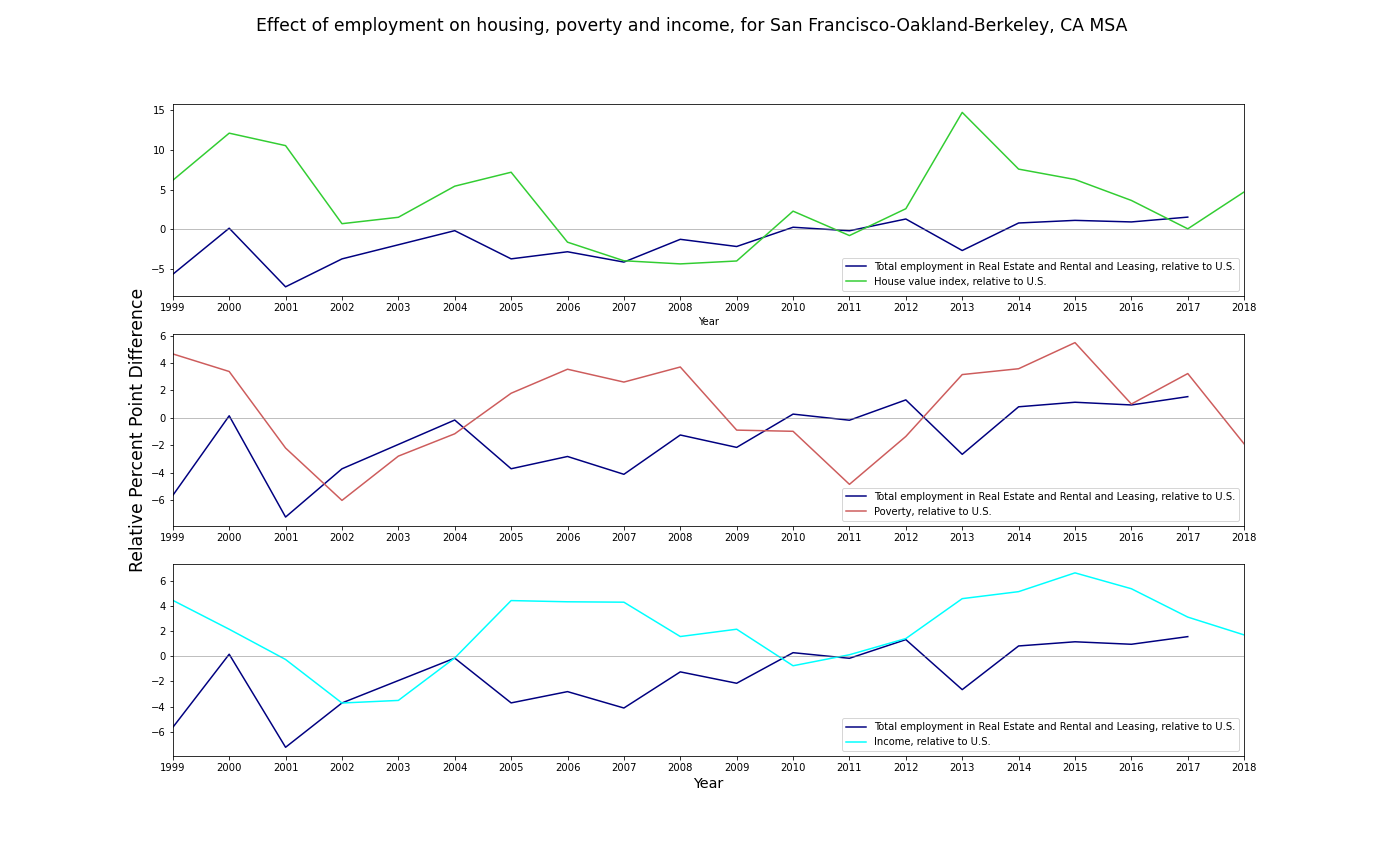 Effect of employment on housing, poverty and income, for San Francisco-Oakland-Berkeley, CA MSA
Relative Percent Point Difference
15
10
5
0
−5
Total employment in Real Estate and Rental and Leasing, relative to U.S.
House value index, relative to U.S.
1999 2000 2001 2002 2003 2004 2005 2006 2007 2008 2009 2010 2011 2012 2013 2014 2015 2016 2017 2018
Year
6
4
2
0
−2
−4
−6
Total employment in Real Estate and Rental and Leasing, relative to U.S.
Poverty, relative to U.S.
1999 2000 2001 2002 2003 2004 2005 2006 2007 2008 2009 2010 2011 2012 2013 2014 2015 2016 2017 2018
6
4
2
0
−2
−4
−6
Total employment in Real Estate and Rental and Leasing, relative to U.S.
Income, relative to U.S.
1999 2000 2001 2002 2003 2004 2005 2006 2007 2008 2009 2010 2011 2012 2013 2014 2015 2016 2017 2018
Year